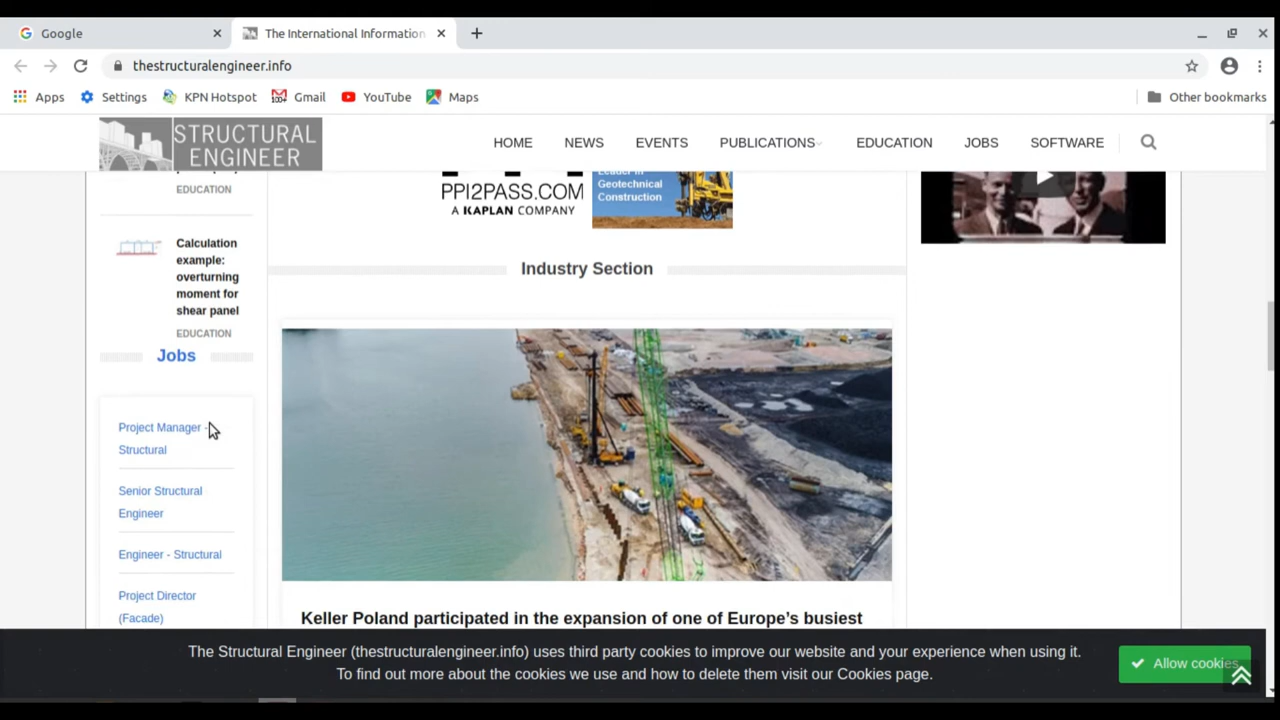 Google
The International Information
thestructuralengineer.info
Apps
Settings
KPN Hotspot
100+
Gmail
YouTube
Maps
Other bookmarks
STRUCTURAL
ENGINEER
HOME
NEWS
EVENTS
PUBLICATIONS
EDUCATION
JOBS
SOFTWARE
EDUCATION
Calculation
example:
overturning
moment for
shear panel
EDUCATION
Jobs
Project Manager -
Structural
Senior Structural
Engineer
Engineer - Structural
Project Director
(Facade)
PPI2PASS.COM
A KAPLAN COMPANY
Leader in
Geotechnical
Construction
Industry Section
Keller Poland participated in the expansion of one of Europe’s busiest
The Structural Engineer (thestructuralengineer.info) uses third party cookies to improve our website and your experience when using it.
To find out more about the cookies we use and how to delete them visit our Cookies page.
Allow cookies